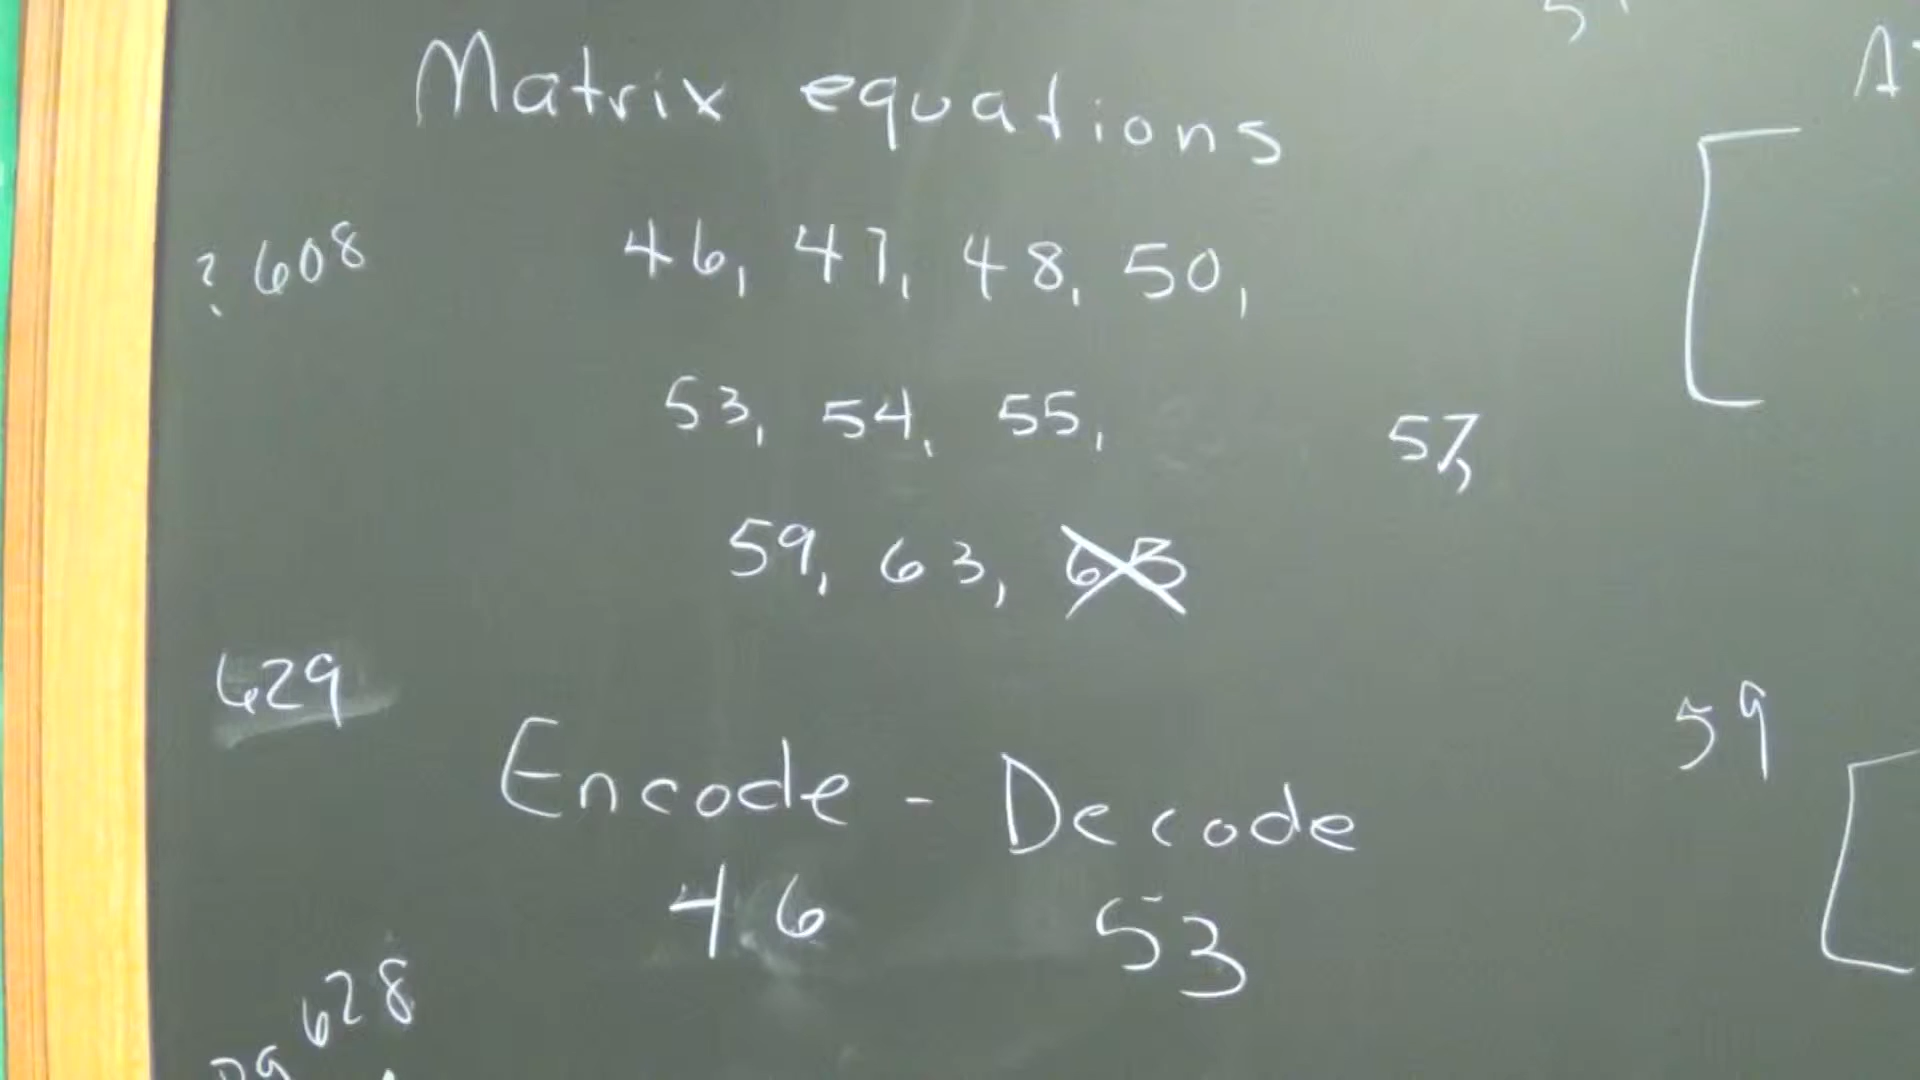 Matrix equations
? 608
46, 47, 48, 50,
53, 54, 55, 57,
59, 63,
629
59
Encode - Decode
46 53
628